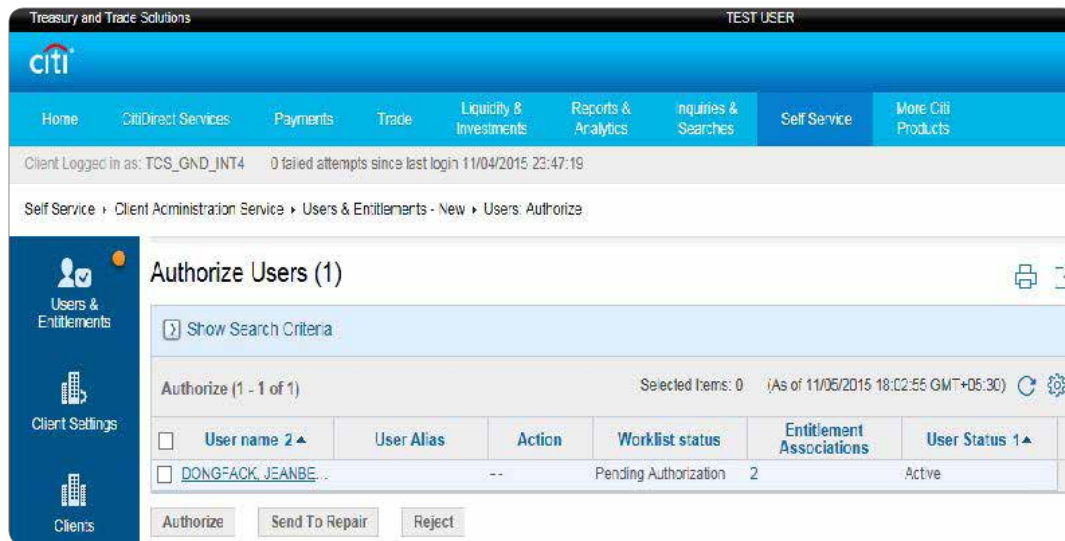 Treasury and Trade Solutions TEST USER
citi
Home CitiDirect Services Payments Trade Liquidity & Investments Reports & Analytics Inquiries & Searches Self Service More Citi Products
Client Logged in as: TCS_GND_INT4 0 failed attempts since last login 11/04/2015 23:47:19
Self Service ▸ Client Administration Service ▸ Users & Entitlements - New ▸ Users: Authorize
Users & Entitlements
Authorize Users (1)
Show Search Criteria
Client Settings
Authorize (1 - 1 of 1) Selected Items: 0 (As of 11/05/2015 18:02:55 GMT+05:30)
User name 2 ▲ User Alias Action Worklist status Entitlement Associations User Status 1 ▲
JEANBE... -- Pending Authorization 2 Active
Clients
Authorize Send To Repair Reject